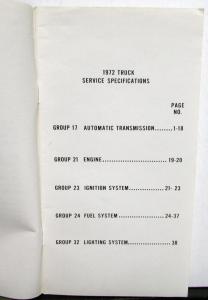 1972 TRUCK
SERVICE SPECIFICATIONS
PAGE
NO.
GROUP 17 AUTOMATIC TRANSMISSION........1-18
GROUP 21 ENGINE......................19-20
GROUP 23 IGNITION SYSTEM................21-23
GROUP 24 FUEL SYSTEM..................24-37
GROUP 32 LIGHTING SYSTEM................38